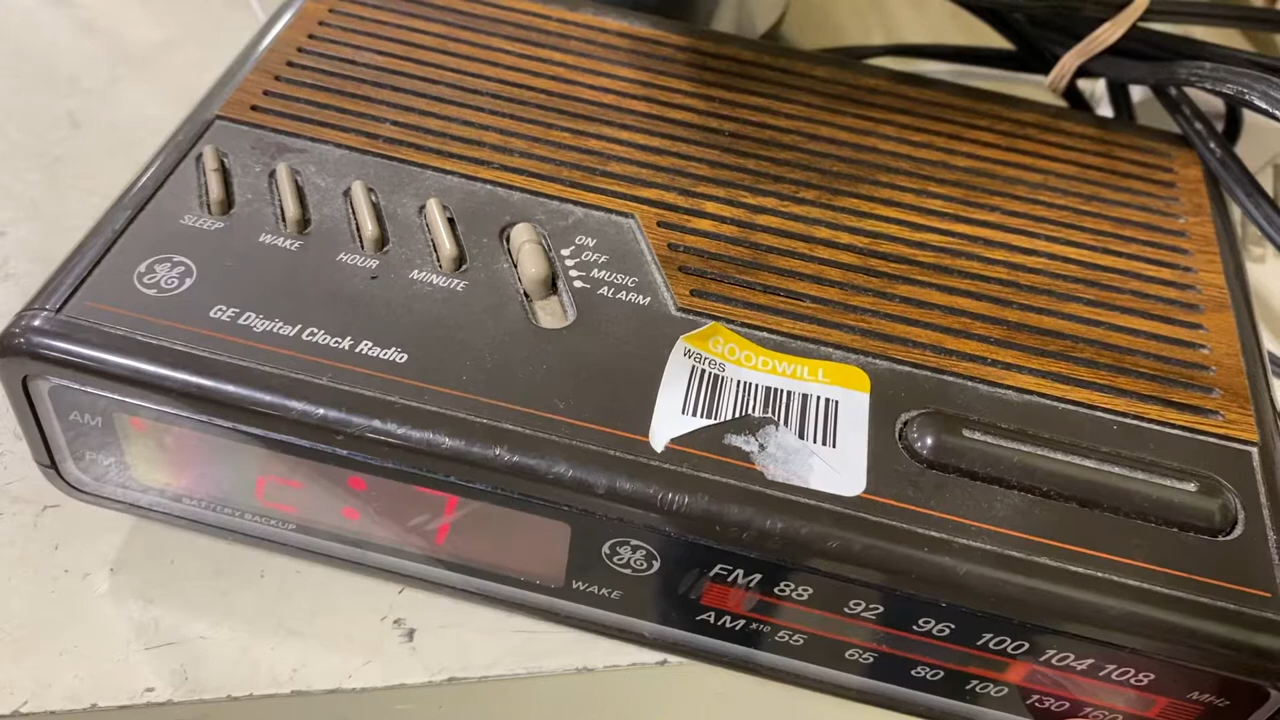 SLEEP
WAKE
HOUR
MINUTE
ON
OFF
MUSIC
ALARM
GE
GE Digital Clock Radio
GOODWILL
wares
AM
PM
BATTERY BACKUP
GE
WAKE
FM 88 92 96 100 104 108 MHz
AM x10 55 65 80 100 130 160